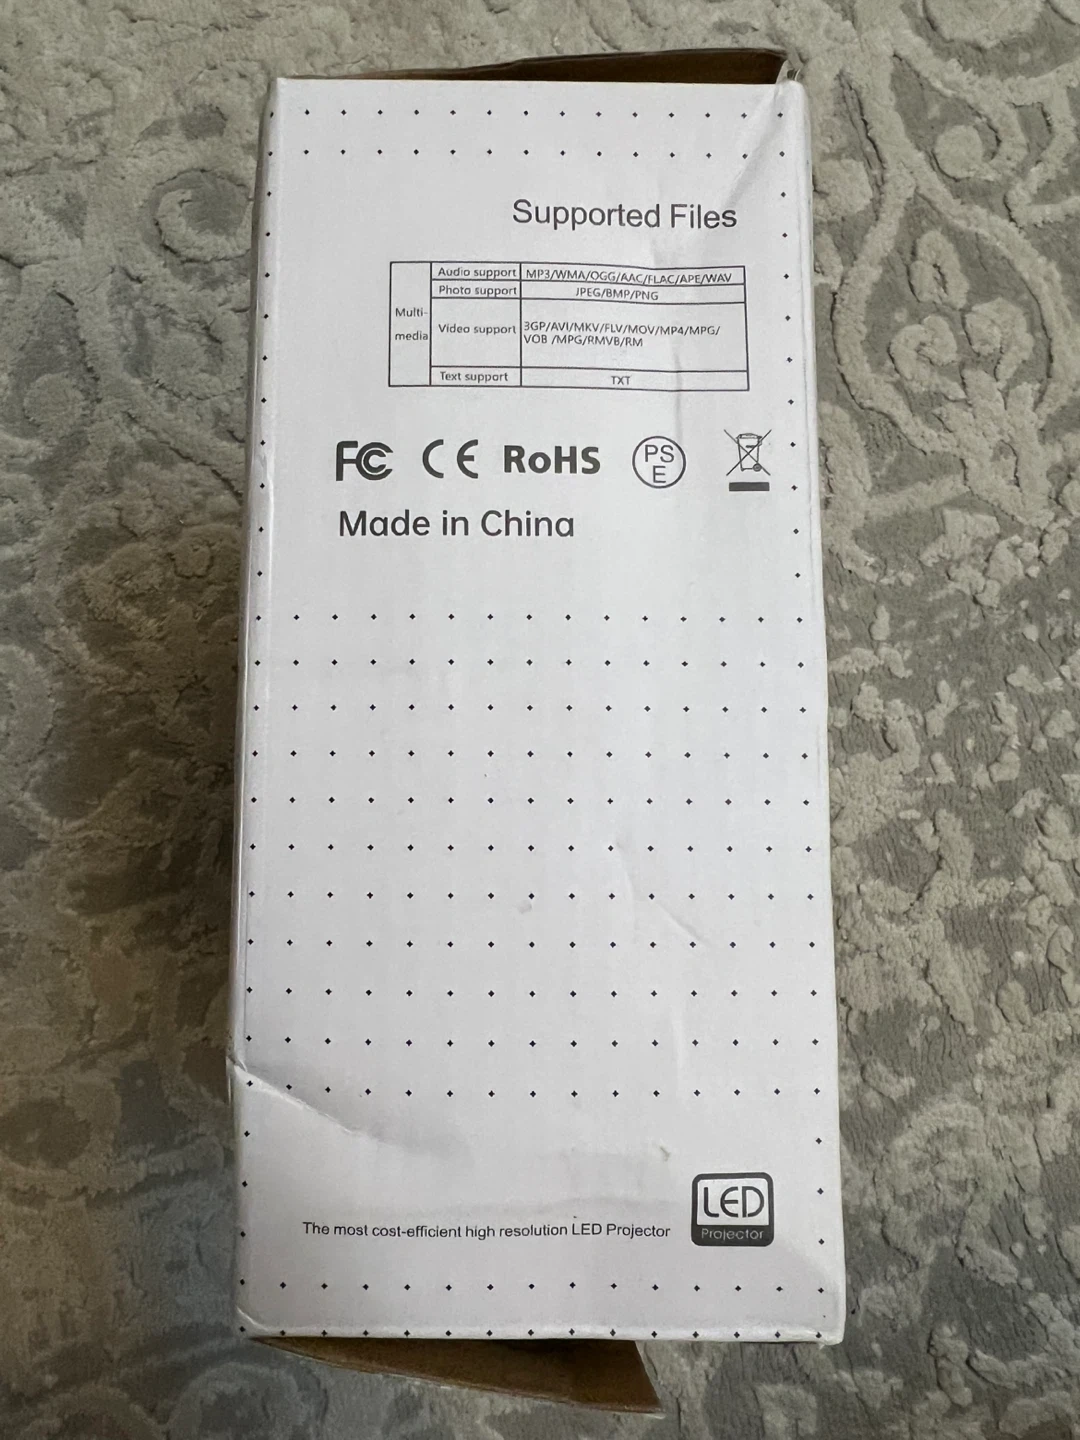 Supported Files
Multi-
media
Audio support MP3/WMA/OGG/AAC/FLAC/APE/WAV
Photo support JPEG/BMP/PNG
Video support 3GP/AVI/MKV/FLV/MOV/MP4/MPG/
VOB /MPG/RMVB/RM
Text support TXT
FC CE RoHS PS
E
Made in China
The most cost-efficient high resolution LED Projector
LED
Projector